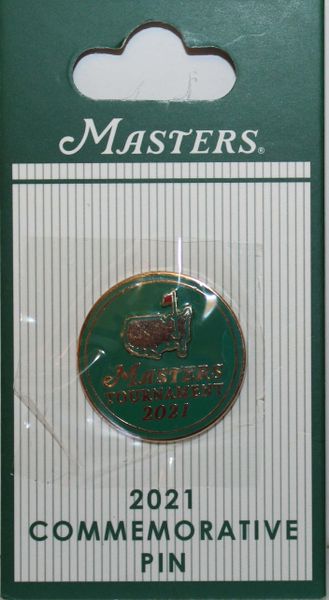 MASTERS®
MASTERS
TOURNAMENT
2021
2021
COMMEMORATIVE
PIN